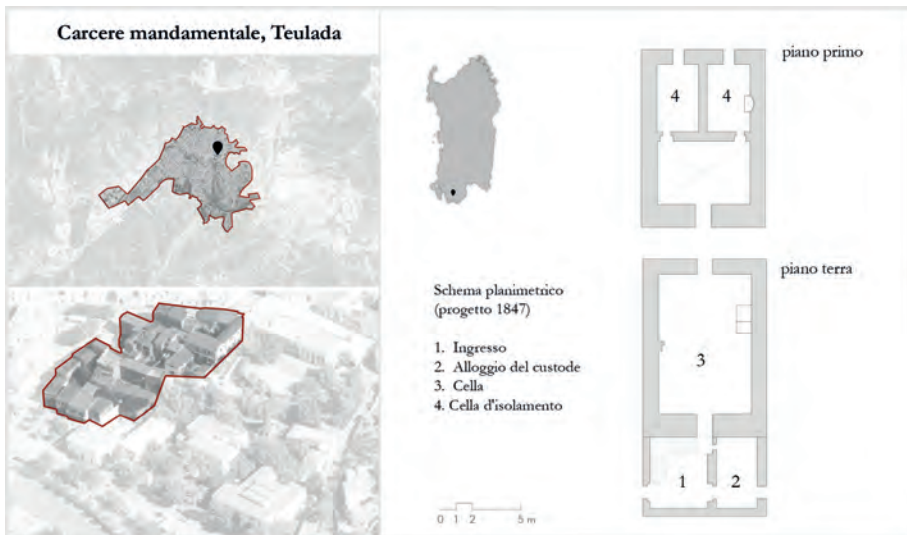 Carcere mandamentale, Teulada
piano primo
4
4
piano terra
Schema planimetrico
(progetto 1847)
1. Ingresso
2. Alloggio del custode
3. Cella
4. Cella d'isolamento
3
1
2
0 1 2 5 m